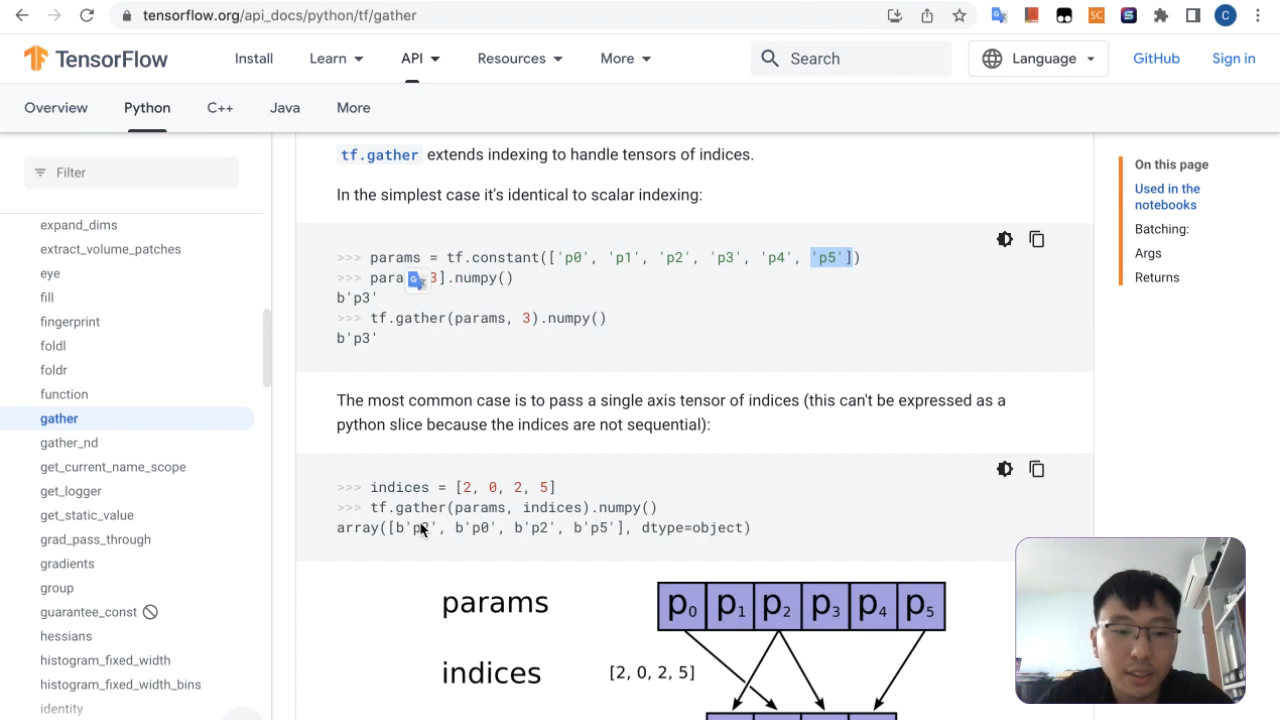 tensorflow.org/api_docs/python/tf/gather
SC
S
C
TensorFlow
Install
Learn
API
Resources
More
Search
Language
GitHub
Sign in
Overview
Python
C++
Java
More
Filter
expand_dims
extract_volume_patches
eye
fill
fingerprint
foldl
foldr
function
gather
gather_nd
get_current_name_scope
get_logger
get_static_value
grad_pass_through
gradients
group
guarantee_const
hessians
histogram_fixed_width
histogram_fixed_width_bins
identity
tf.gather extends indexing to handle tensors of indices.
In the simplest case it's identical to scalar indexing:
>>> params = tf.constant(['p0', 'p1', 'p2', 'p3', 'p4', 'p5'])
>>> para 3].numpy()
b'p3'
>>> tf.gather(params, 3).numpy()
b'p3'
The most common case is to pass a single axis tensor of indices (this can't be expressed as a
python slice because the indices are not sequential):
>>> indices = [2, 0, 2, 5]
>>> tf.gather(params, indices).numpy()
array([b'p2', b'p0', b'p2', b'p5'], dtype=object)
params p0 p1 p2 p3 p4 p5
indices [2, 0, 2, 5]
On this page
Used in the
notebooks
Batching:
Args
Returns